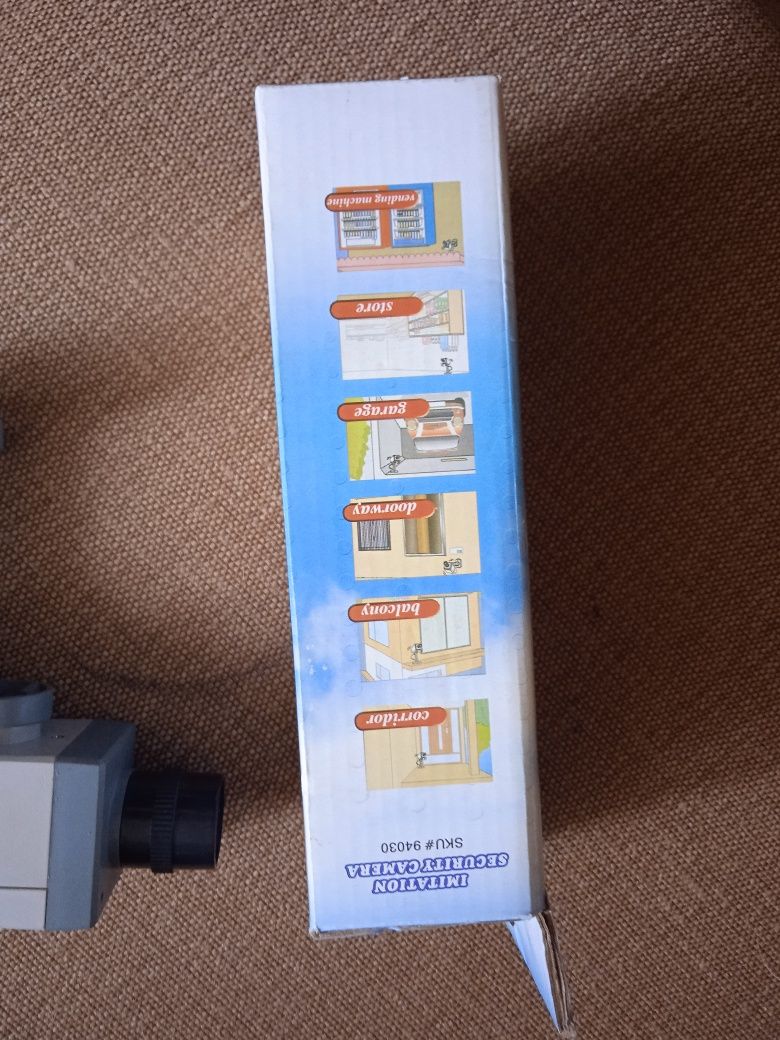 IMITATION
SECURITY CAMERA
SKU# 94030
corridor
balcony
doorway
garage
store
vending machine